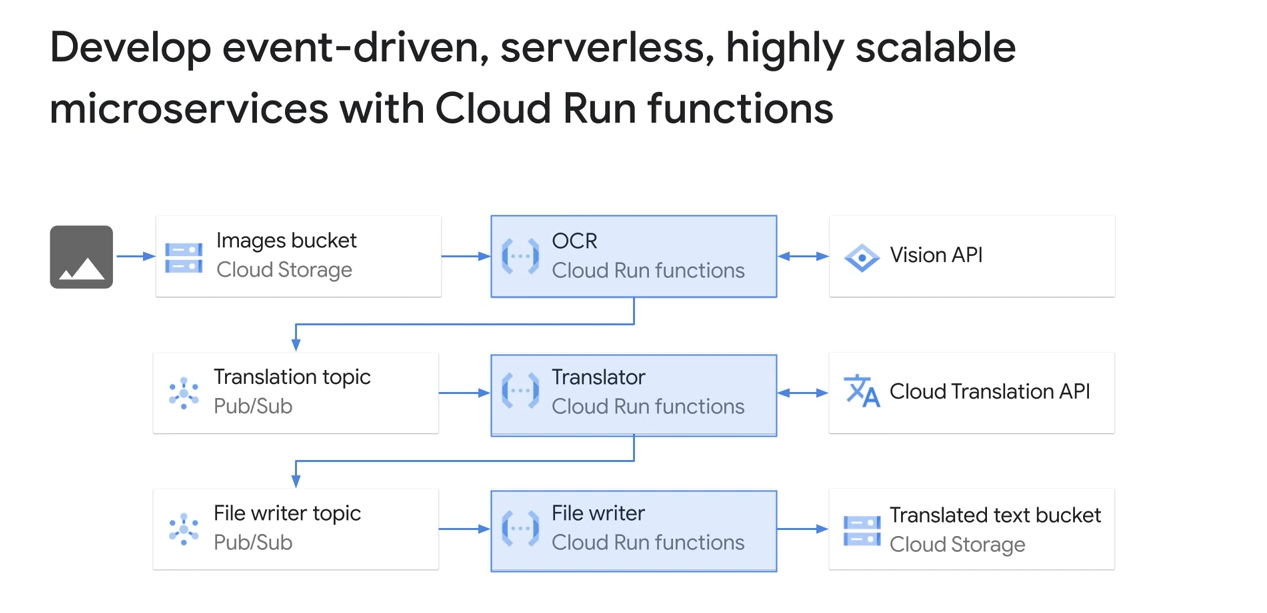 Develop event-driven, serverless, highly scalable
microservices with Cloud Run functions
Images bucket
Cloud Storage
OCR
Cloud Run functions
Vision API
Translation topic
Pub/Sub
Translator
Cloud Run functions
Cloud Translation API
File writer topic
Pub/Sub
File writer
Cloud Run functions
Translated text bucket
Cloud Storage